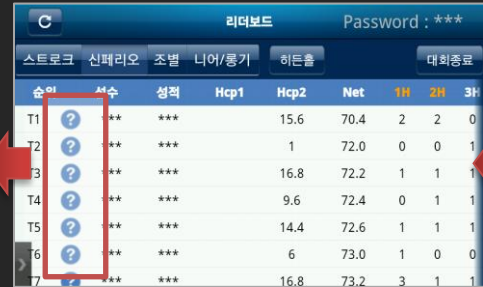 리더보드 Password : ***
스트로크 신페리오 조별 니어/롱기 히든홀 대회종료
순위 점수 성적 Hcp1 Hcp2 Net 1H 2H 3H
T1 ? *** *** 15.6 70.4 2 2 0
T2 ? *** *** 1 72.0 0 0 1
T3 ? *** *** 16.8 72.2 1 1 1
T4 ? *** *** 9.6 72.4 0 1 1
T5 ? *** *** 14.4 72.6 1 1 1
T6 ? *** *** 6 73.0 1 0 0
T7 ? *** *** 16.8 73.2 3 1 1